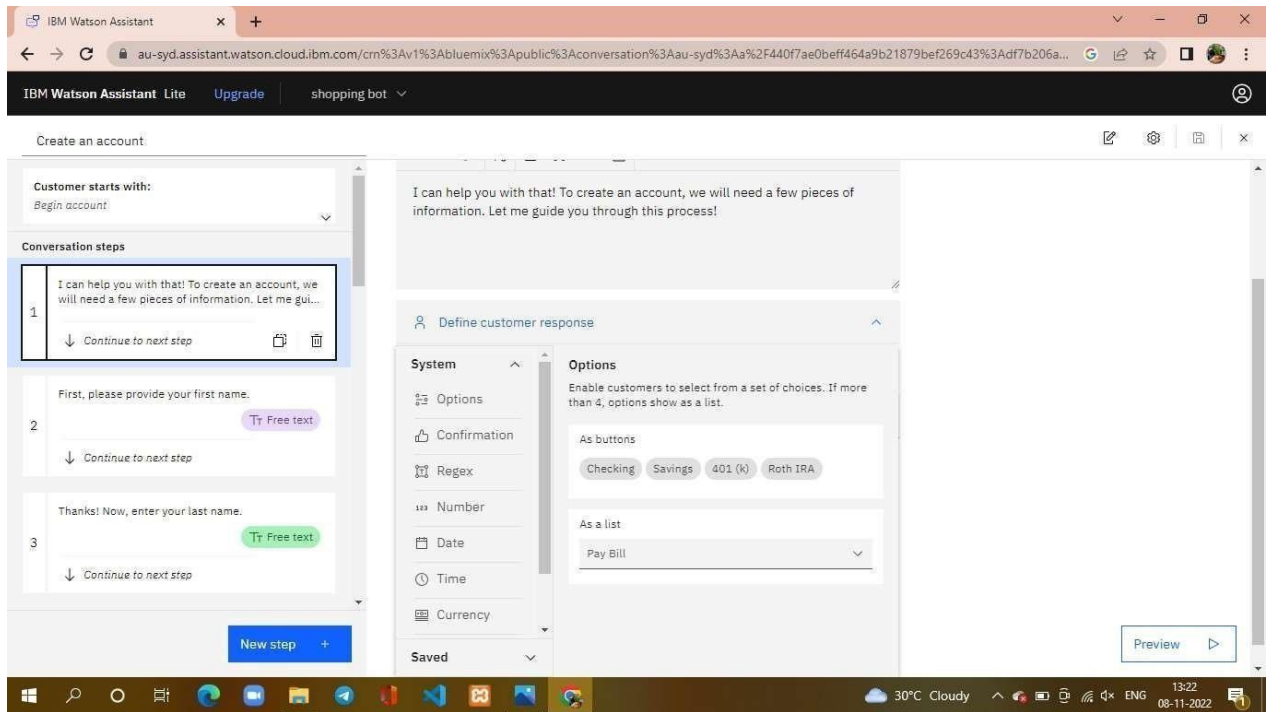 IBM Watson Assistant
au-syd.assistant.watson.cloud.ibm.com/crn%3Av1%3Abluemix%3Apublic%3Aconversation%3Aau-syd%3Aa%2F440f7ae0beff464a9b21879bef269c43%3Adf7b206a...
IBM Watson Assistant Lite Upgrade shopping bot
Create an account
Customer starts with:
Begin account
Conversation steps
1
I can help you with that! To create an account, we
will need a few pieces of information. Let me gui...
Continue to next step
2
First, please provide your first name.
Free text
Continue to next step
3
Thanks! Now, enter your last name.
Free text
Continue to next step
New step +
I can help you with that! To create an account, we will need a few pieces of
information. Let me guide you through this process!
Define customer response
System
Options
Confirmation
Regex
Number
Date
Time
Currency
Saved
Options
Enable customers to select from a set of choices. If more
than 4, options show as a list.
As buttons
Checking Savings 401 (k) Roth IRA
As a list
Pay Bill
Preview
30°C Cloudy ENG 13:22
08-11-2022